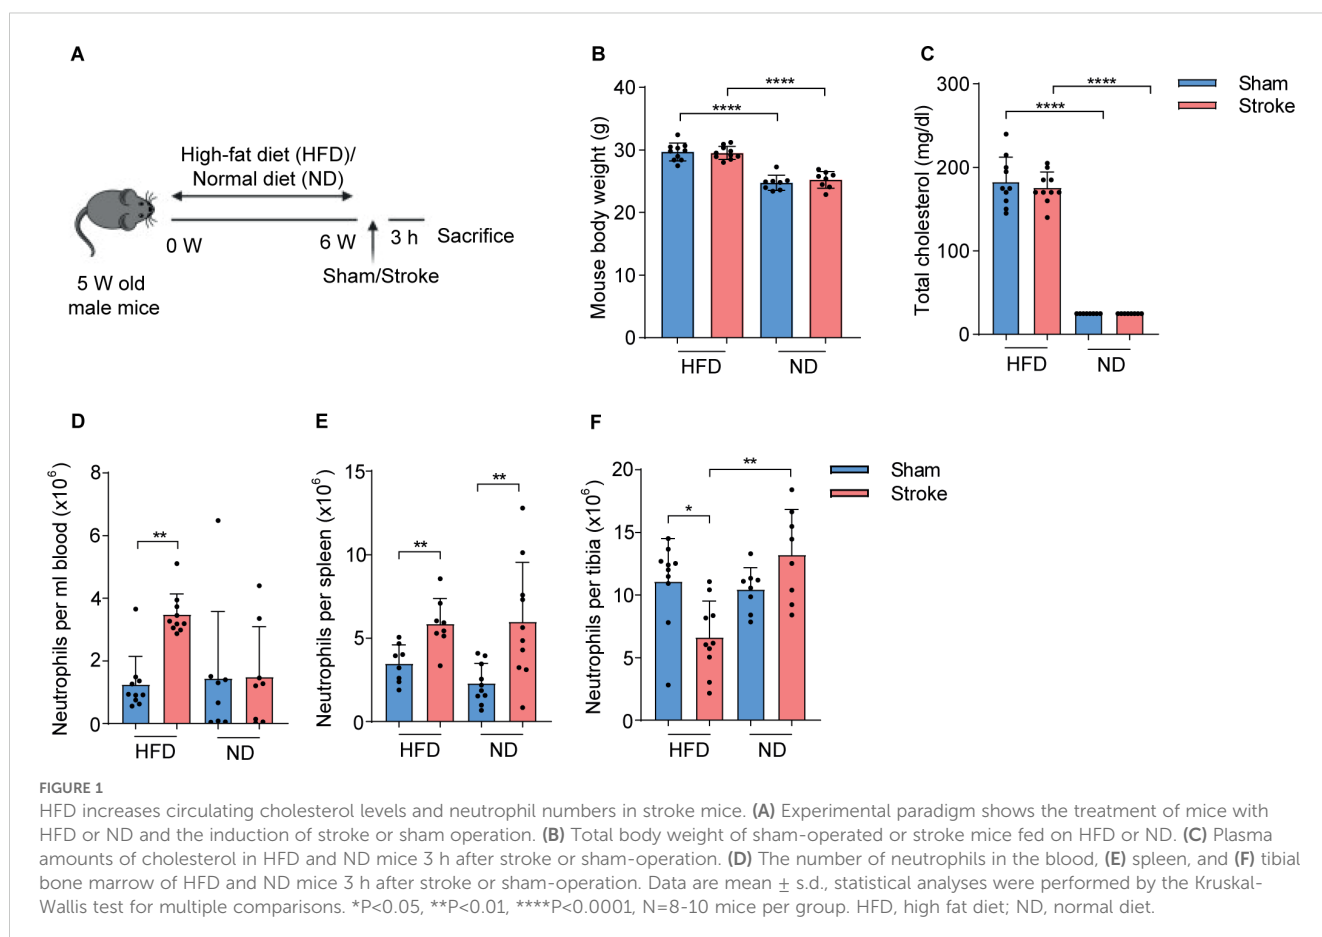 A
High-fat diet (HFD)/
Normal diet (ND)
0 W
6 W
3 h
Sacrifice
Sham/Stroke
5 W old
male mice
B
Mouse body weight (g)
40
30
20
10
0
****
****
HFD
ND
C
Total cholesterol (mg/dl)
300
200
100
0
****
****
HFD
ND
Sham
Stroke
D
Neutrophils per ml blood (x10⁶)
8
6
4
2
0
**
HFD
ND
E
Neutrophils per spleen (x10⁶)
15
10
5
0
**
**
HFD
ND
F
Neutrophils per tibia (x10⁶)
20
15
10
5
0
*
**
HFD
ND
Sham
Stroke
FIGURE 1
HFD increases circulating cholesterol levels and neutrophil numbers in stroke mice. (A) Experimental paradigm shows the treatment of mice with
HFD or ND and the induction of stroke or sham operation. (B) Total body weight of sham-operated or stroke mice fed on HFD or ND. (C) Plasma
amounts of cholesterol in HFD and ND mice 3 h after stroke or sham-operation. (D) The number of neutrophils in the blood, (E) spleen, and (F) tibial
bone marrow of HFD and ND mice 3 h after stroke or sham-operation. Data are mean ± s.d., statistical analyses were performed by the Kruskal-
Wallis test for multiple comparisons. *P<0.05, **P<0.01, ****P<0.0001, N=8-10 mice per group. HFD, high fat diet; ND, normal diet.